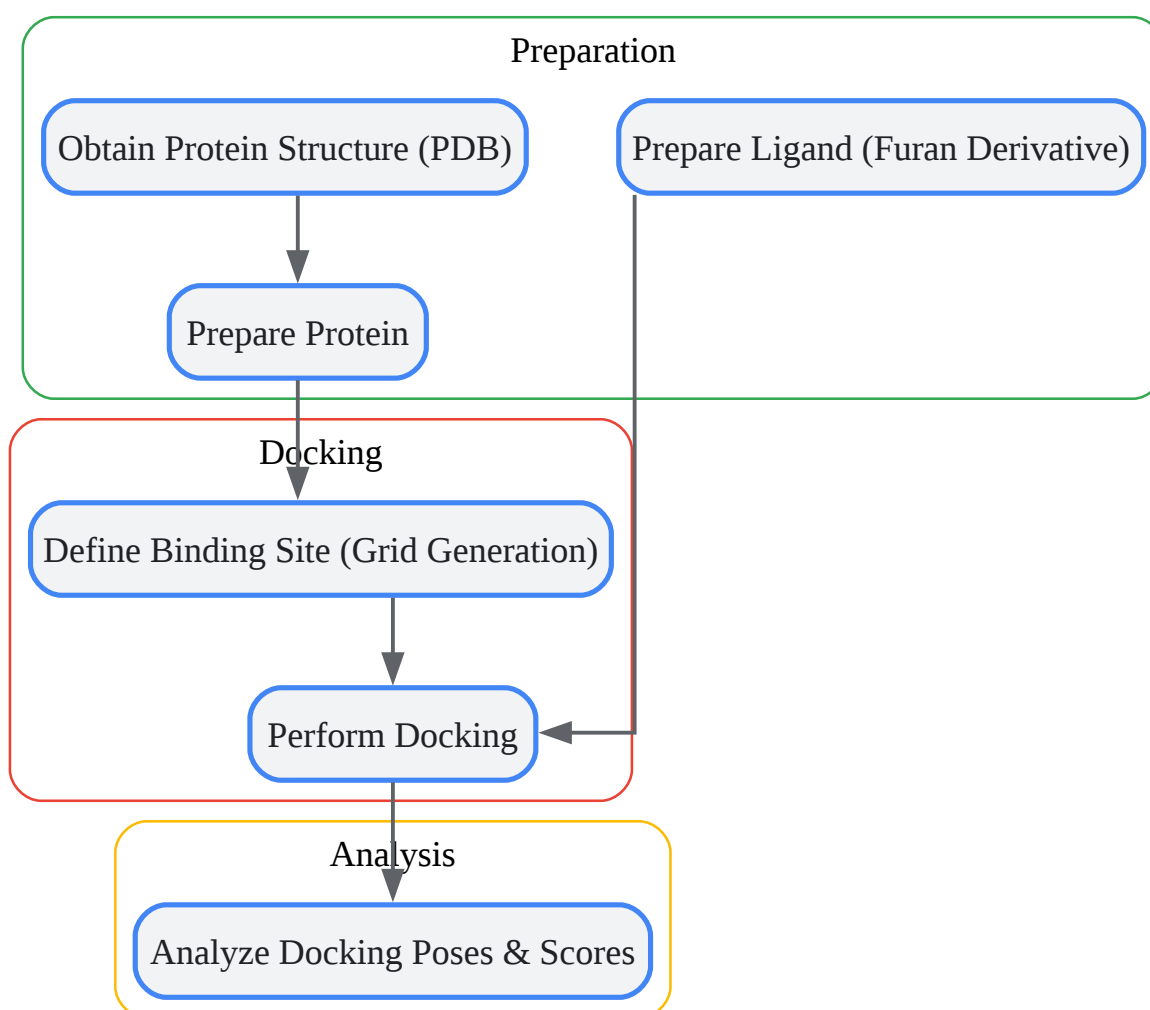 Preparation
Obtain Protein Structure (PDB)
Prepare Ligand (Furan Derivative)
Prepare Protein
Docking
Define Binding Site (Grid Generation)
Perform Docking
Analysis
Analyze Docking Poses & Scores